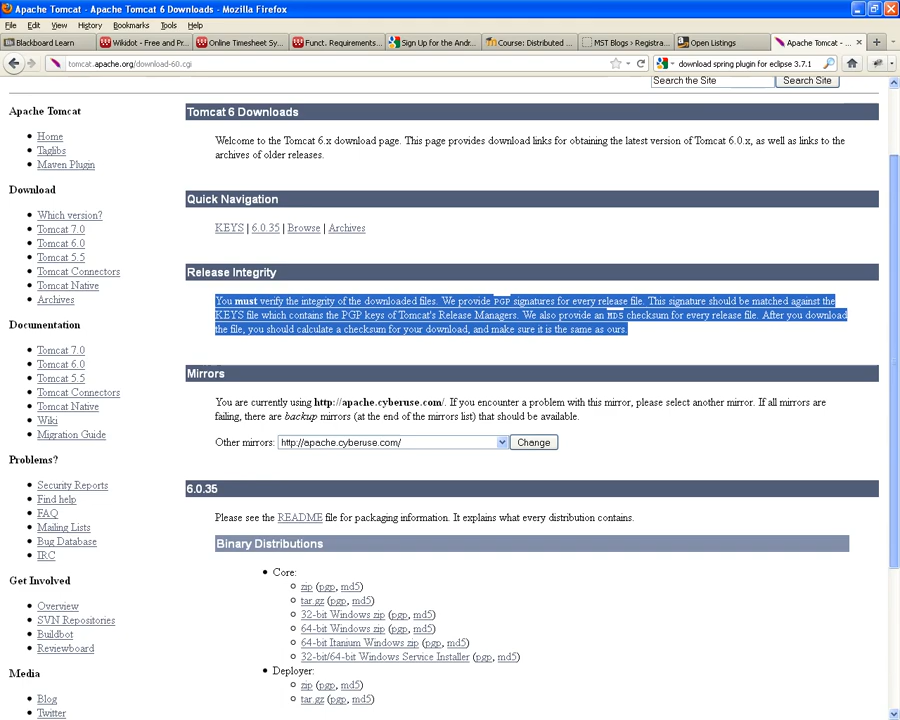 Apache Tomcat - Apache Tomcat 6 Downloads - Mozilla Firefox
File Edit View History Bookmarks Tools Help
Blackboard Learn
Wikidot - Free and Pr...
Online Timesheet Sy...
Funct. Requirements...
Sign Up for the Andr...
Course: Distributed ...
MST Blogs › Registra...
Open Listings
Apache Tomcat - ...
tomcat.apache.org/download-60.cgi
download spring plugin for eclipse 3.7.1
Search the Site Search Site
Apache Tomcat
Home
Taglibs
Maven Plugin
Download
Which version?
Tomcat 7.0
Tomcat 6.0
Tomcat 5.5
Tomcat Connectors
Tomcat Native
Archives
Documentation
Tomcat 7.0
Tomcat 6.0
Tomcat 5.5
Tomcat Connectors
Tomcat Native
Wiki
Migration Guide
Problems?
Security Reports
Find help
FAQ
Mailing Lists
Bug Database
IRC
Get Involved
Overview
SVN Repositories
Buildbot
Reviewboard
Media
Blog
Twitter
Tomcat 6 Downloads
Welcome to the Tomcat 6.x download page. This page provides download links for obtaining the latest version of Tomcat 6.0.x, as well as links to the
archives of older releases.
Quick Navigation
KEYS | 6.0.35 | Browse | Archives
Release Integrity
You must verify the integrity of the downloaded files. We provide PGP signatures for every release file. This signature should be matched against the
KEYS file which contains the PGP keys of Tomcat's Release Managers. We also provide an MD5 checksum for every release file. After you download
the file, you should calculate a checksum for your download, and make sure it is the same as ours.
Mirrors
You are currently using http://apache.cyberuse.com/. If you encounter a problem with this mirror, please select another mirror. If all mirrors are
failing, there are backup mirrors (at the end of the mirrors list) that should be available.
Other mirrors: http://apache.cyberuse.com/ Change
6.0.35
Please see the README file for packaging information. It explains what every distribution contains.
Binary Distributions
Core:
zip (pgp, md5)
tar.gz (pgp, md5)
32-bit Windows zip (pgp, md5)
64-bit Windows zip (pgp, md5)
64-bit Itanium Windows zip (pgp, md5)
32-bit/64-bit Windows Service Installer (pgp, md5)
Deployer:
zip (pgp, md5)
tar.gz (pgp, md5)